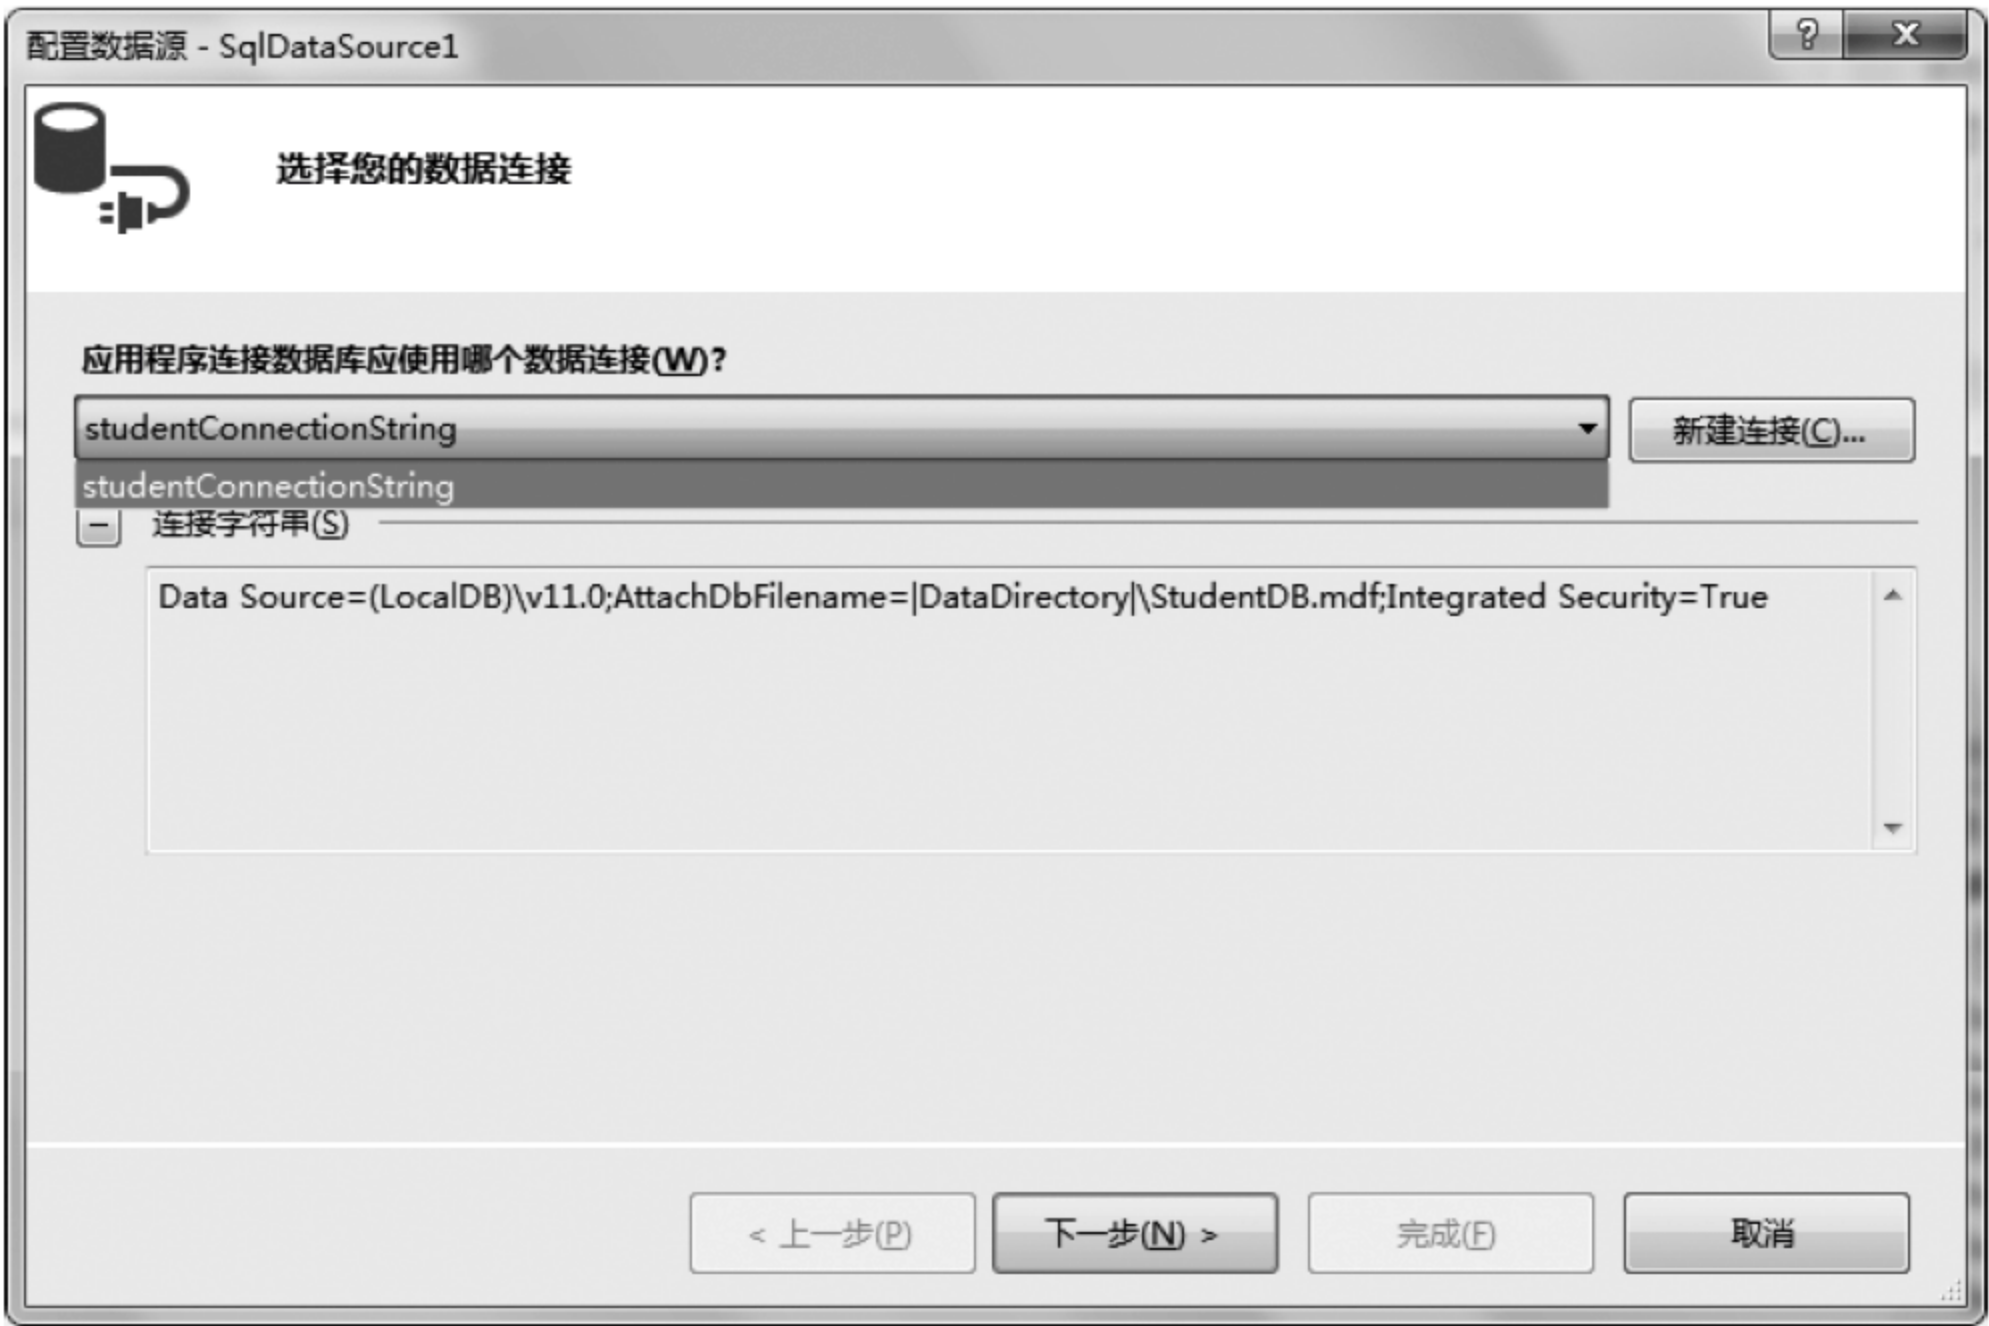 配置数据源 - SqlDataSource1
选择您的数据连接
应用程序连接数据库应使用哪个数据连接(W)?
studentConnectionString
新建连接(C)...
studentConnectionString
连接字符串(S)
Data Source=(LocalDB)\v11.0;AttachDbFilename=|DataDirectory|\StudentDB.mdf;Integrated Security=True
< 上一步(P)
下一步(N) >
完成(F)
取消